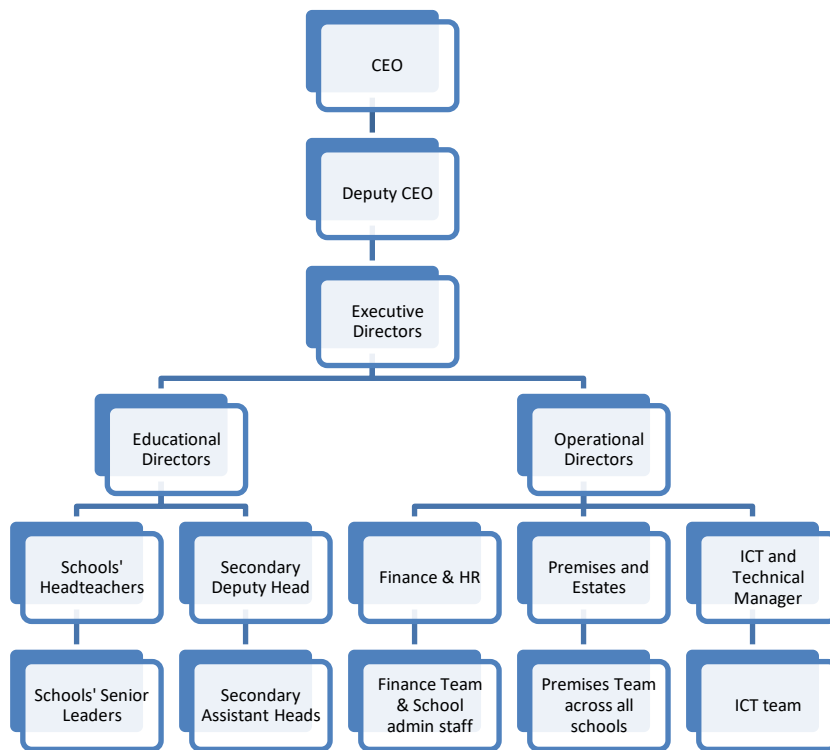 CEO
Deputy CEO
Executive
Directors
Educational
Directors
Operational
Directors
Schools'
Headteachers
Secondary
Deputy Head
Finance & HR
Premises and
Estates
ICT and
Technical
Manager
Schools' Senior
Leaders
Secondary
Assistant Heads
Finance Team
& School
admin staff
Premises Team
across all
schools
ICT team